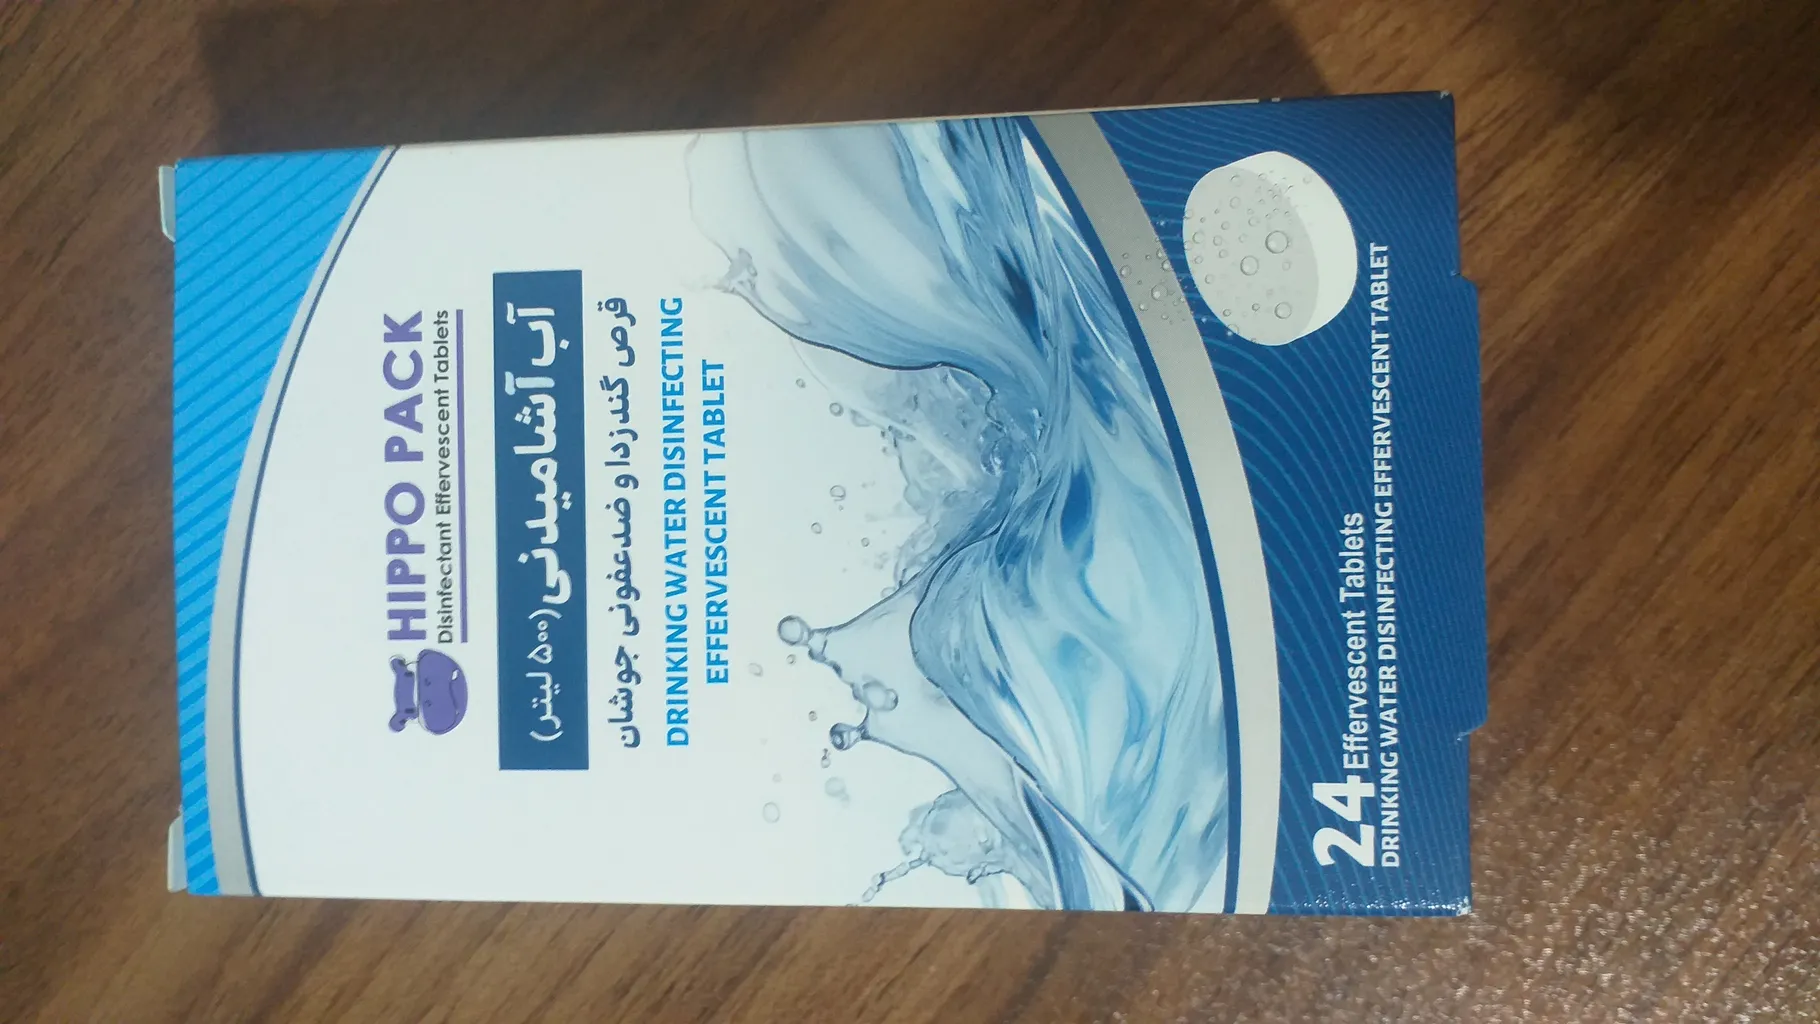 HIPPO PACK
Disinfectant Effervescent Tablets
آب آشامیدنی (۵۰۰ لیتر)
قرص گندزدا و ضدعفونی جوشان
DRINKING WATER DISINFECTING
EFFERVESCENT TABLET
24 Effervescent Tablets
DRINKING WATER DISINFECTING EFFERVESCENT TABLET